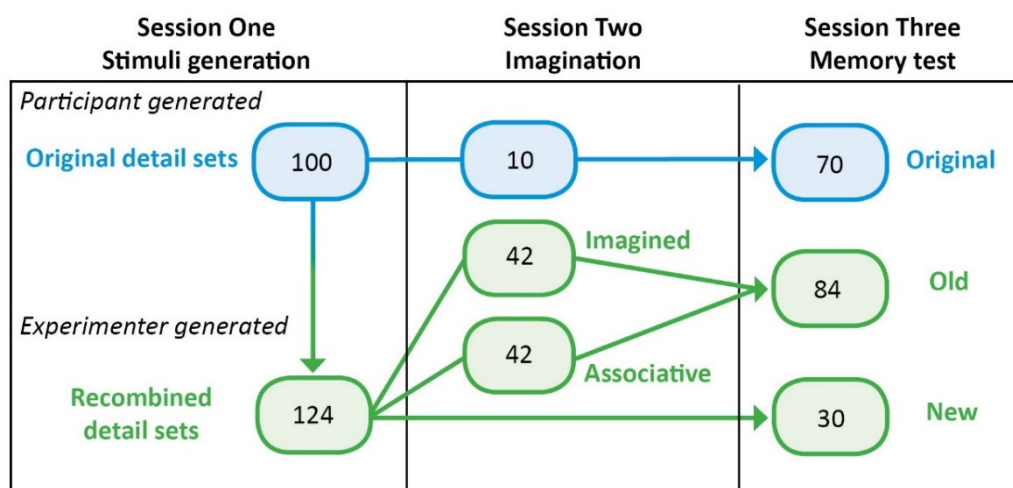 Session One
Stimuli generation
Session Two
Imagination
Session Three
Memory test
Participant generated
Original detail sets
100
10
70
Original
Imagined
42
84
Old
Experimenter generated
42
Associative
Recombined
detail sets
124
30
New